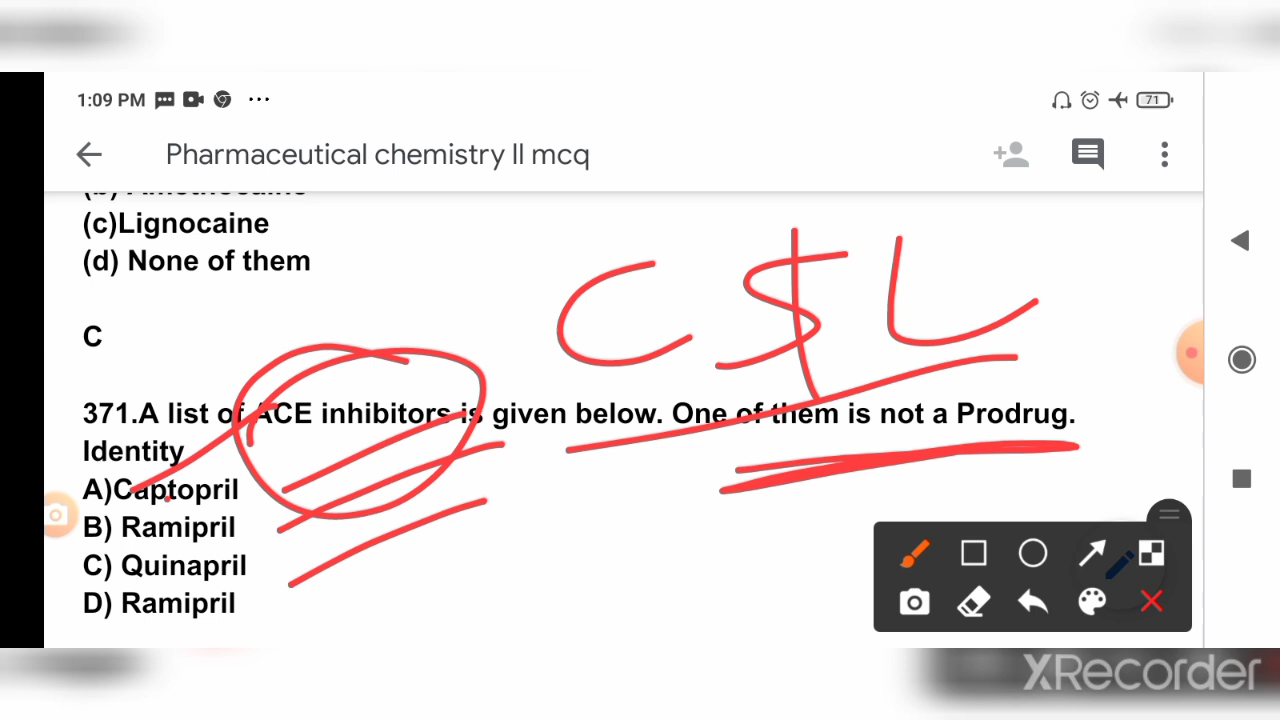 1:09 PM
71
Pharmaceutical chemistry II mcq
(c)Lignocaine
(d) None of them
C $ L
C
371.A list of ACE inhibitors is given below. One of them is not a Prodrug.
Identity
A)Captopril
B) Ramipril
C) Quinapril
D) Ramipril
XRecorder